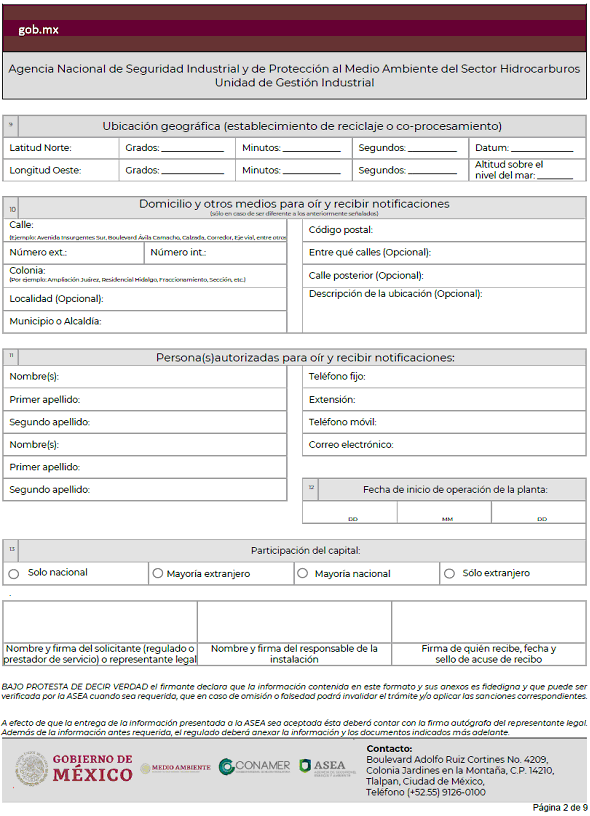 gob.mx
Agencia Nacional de Seguridad Industrial y de Protección al Medio Ambiente del Sector Hidrocarburos
Unidad de Gestión Industrial
9 Ubicación geográfica (establecimiento de reciclaje o co-procesamiento)
Latitud Norte: Grados: Minutos: Segundos: Datum:
Longitud Oeste: Grados: Minutos: Segundos: Altitud sobre el
nivel del mar:
10 Domicilio y otros medios para oír y recibir notificaciones
(sólo en caso de ser diferente a los anteriormente señalados)
Calle:
(Ejemplo: Avenida Insurgentes Sur, Boulevard Ávila Camacho, Calzada, Corredor, Eje vial, entre otros
Número ext.: Número int.:
Colonia:
(Por ejemplo: Ampliación Juárez, Residencial Hidalgo, Fraccionamiento, Sección, etc.)
Localidad (Opcional):
Municipio o Alcaldía:
Código postal:
Entre qué calles (Opcional):
Calle posterior (Opcional):
Descripción de la ubicación (Opcional):
11 Persona(s)autorizadas para oír y recibir notificaciones:
Nombre(s):
Primer apellido:
Segundo apellido:
Nombre(s):
Primer apellido:
Segundo apellido:
Teléfono fijo:
Extensión:
Teléfono móvil:
Correo electrónico:
12 Fecha de inicio de operación de la planta:
DD MM DD
13 Participación del capital:
Solo nacional Mayoría extranjero Mayoría nacional Sólo extranjero
Nombre y firma del solicitante (regulado o
prestador de servicio) o representante legal
Nombre y firma del responsable de la
instalación
Firma de quién recibe, fecha y
sello de acuse de recibo
BAJO PROTESTA DE DECIR VERDAD el firmante declara que la información contenida en este formato y sus anexos es fidedigna y que puede ser
verificada por la ASEA cuando sea requerida, que en caso de omisión o falsedad podrá invalidar el trámite y/o aplicar las sanciones correspondientes.
A efecto de que la entrega de la información presentada a la ASEA sea aceptada ésta deberá contar con la firma autógrafa del representante legal.
Además de la información antes requerida, el regulado deberá anexar la información y los documentos indicados más adelante.
GOBIERNO DE
MÉXICO
MEDIO AMBIENTE
CONAMER
ASEA
Contacto:
Boulevard Adolfo Ruiz Cortines No. 4209,
Colonia Jardines en la Montaña, C.P. 14210,
Tlalpan, Ciudad de México,
Teléfono (+52.55) 9126-0100
Página 2 de 9